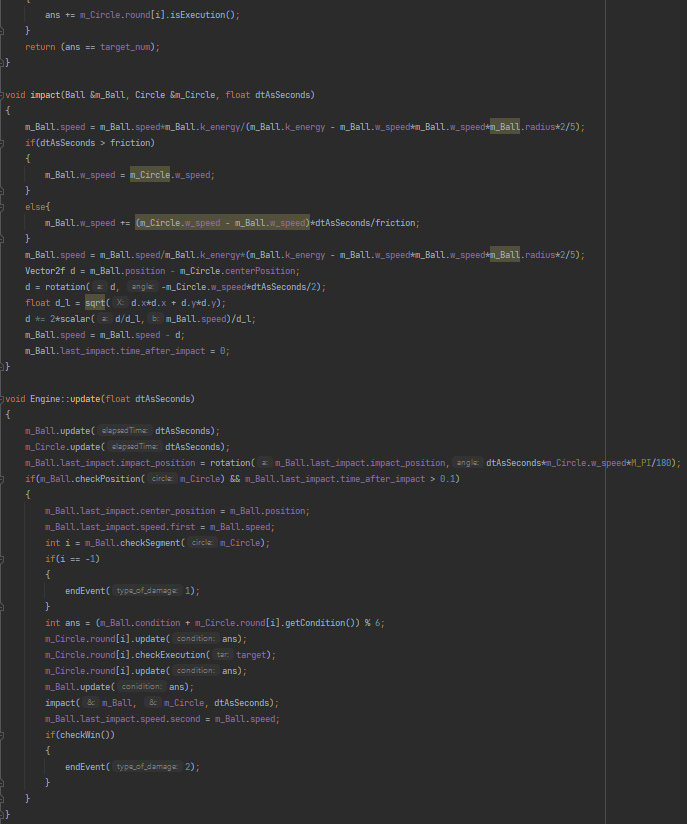 {
ans += m_Circle.round[i].isExecution();
}
return (ans == target_num);
}
void impact(Ball &m_Ball, Circle &m_Circle, float dtAsSeconds)
{
m_Ball.speed = m_Ball.speed*m_Ball.k_energy/(m_Ball.k_energy - m_Ball.w_speed*m_Ball.w_speed*m_Ball.radius*2/5);
if(dtAsSeconds > friction)
{
m_Ball.w_speed = m_Circle.w_speed;
}
else{
m_Ball.w_speed += (m_Circle.w_speed - m_Ball.w_speed)*dtAsSeconds/friction;
}
m_Ball.speed = m_Ball.speed/m_Ball.k_energy*(m_Ball.k_energy - m_Ball.w_speed*m_Ball.w_speed*m_Ball.radius*2/5);
Vector2f d = m_Ball.position - m_Circle.centerPosition;
d = rotation( a: d, angle: -m_Circle.w_speed*dtAsSeconds/2);
float d_l = sqrt( X: d.x*d.x + d.y*d.y);
d *= 2*scalar( a: d/d_l, b: m_Ball.speed)/d_l;
m_Ball.speed = m_Ball.speed - d;
m_Ball.last_impact.time_after_impact = 0;
}
void Engine::update(float dtAsSeconds)
{
m_Ball.update( elapsedTime: dtAsSeconds);
m_Circle.update( elapsedTime: dtAsSeconds);
m_Ball.last_impact.impact_position = rotation( a: m_Ball.last_impact.impact_position, angle: dtAsSeconds*m_Circle.w_speed*M_PI/180);
if(m_Ball.checkPosition( circle: m_Circle) && m_Ball.last_impact.time_after_impact > 0.1)
{
m_Ball.last_impact.center_position = m_Ball.position;
m_Ball.last_impact.speed.first = m_Ball.speed;
int i = m_Ball.checkSegment( circle: m_Circle);
if(i == -1)
{
endEvent( type_of_damage: 1);
}
int ans = (m_Ball.condition + m_Circle.round[i].getCondition()) % 6;
m_Circle.round[i].update( condition: ans);
m_Circle.round[i].checkExecution( tar: target);
m_Circle.round[i].update( condition: ans);
m_Ball.update( conidition: ans);
impact( &: m_Ball, &: m_Circle, dtAsSeconds);
m_Ball.last_impact.speed.second = m_Ball.speed;
if(checkWin())
{
endEvent( type_of_damage: 2);
}
}
}